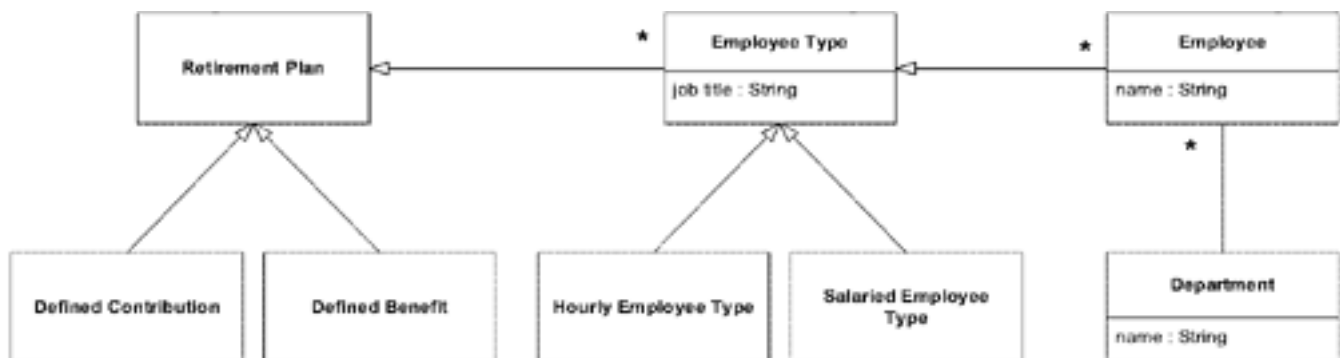 Retirement Plan
*
Employee Type
job title : String
*
Employee
name : String
*
Defined Contribution
Defined Benefit
Hourly Employee Type
Salaried Employee
Type
Department
name : String